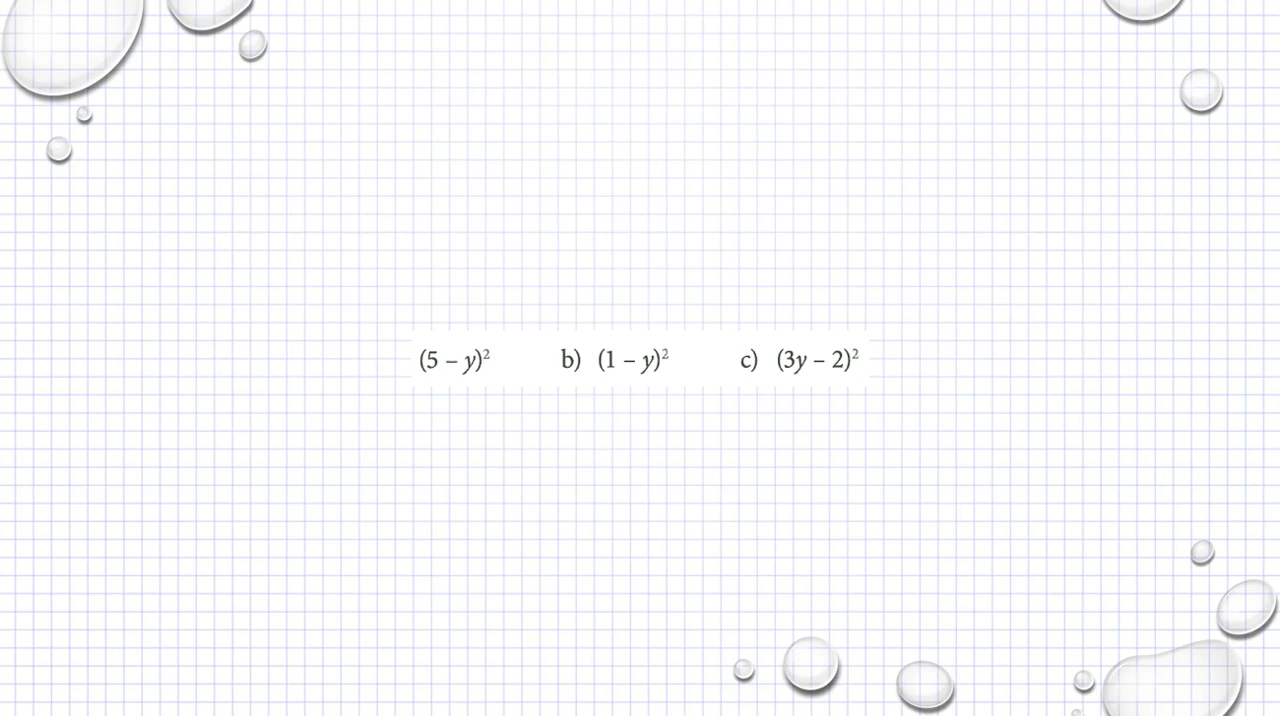 (5 – y)² b) (1 – y)² c) (3y – 2)²